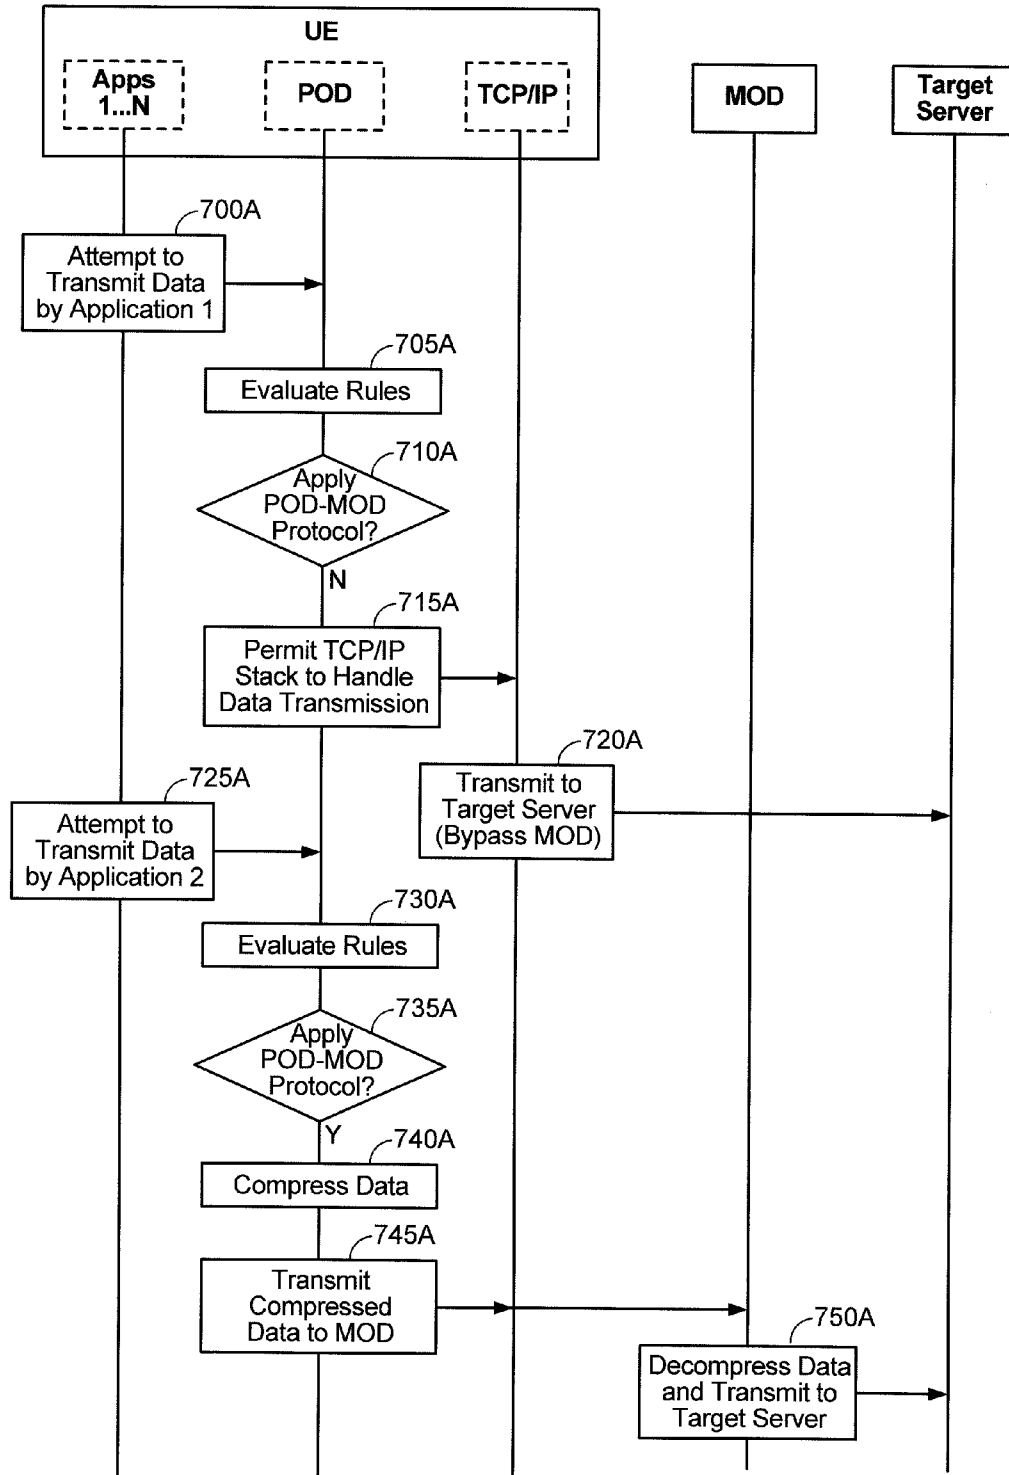 UE
Apps
1...N
POD
TCP/IP
MOD
Target
Server
700A
Attempt to
Transmit Data
by Application 1
705A
Evaluate Rules
710A
Apply
POD-MOD
Protocol?
N
715A
Permit TCP/IP
Stack to Handle
Data Transmission
720A
Transmit to
Target Server
(Bypass MOD)
725A
Attempt to
Transmit Data
by Application 2
730A
Evaluate Rules
735A
Apply
POD-MOD
Protocol?
Y
740A
Compress Data
745A
Transmit
Compressed
Data to MOD
750A
Decompress Data
and Transmit to
Target Server